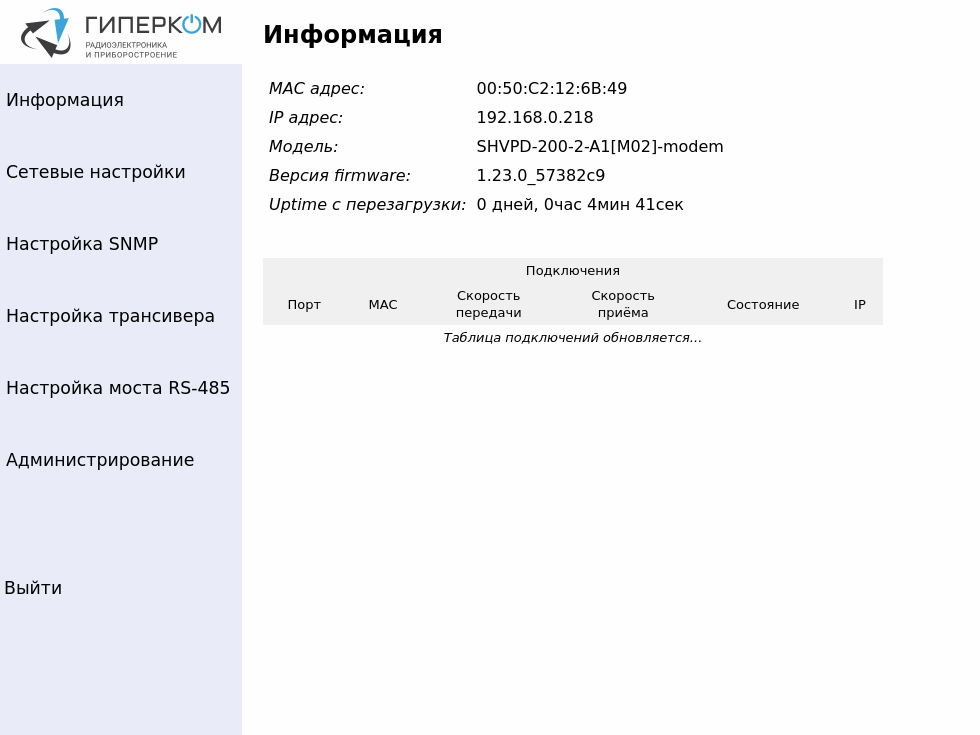 ГИПЕРКОМ
РАДИОЭЛЕКТРОНИКА
И ПРИБОРОСТРОЕНИЕ
Информация
Сетевые настройки
Настройка SNMP
Настройка трансивера
Настройка моста RS-485
Администрирование
Выйти
Информация
MAC адрес: 00:50:C2:12:6B:49
IP адрес: 192.168.0.218
Модель: SHVPD-200-2-A1[M02]-modem
Версия firmware: 1.23.0_57382c9
Uptime с перезагрузки: 0 дней, 0час 4мин 41сек
Подключения
Порт MAC Скорость передачи Скорость приёма Состояние IP
Таблица подключений обновляется...